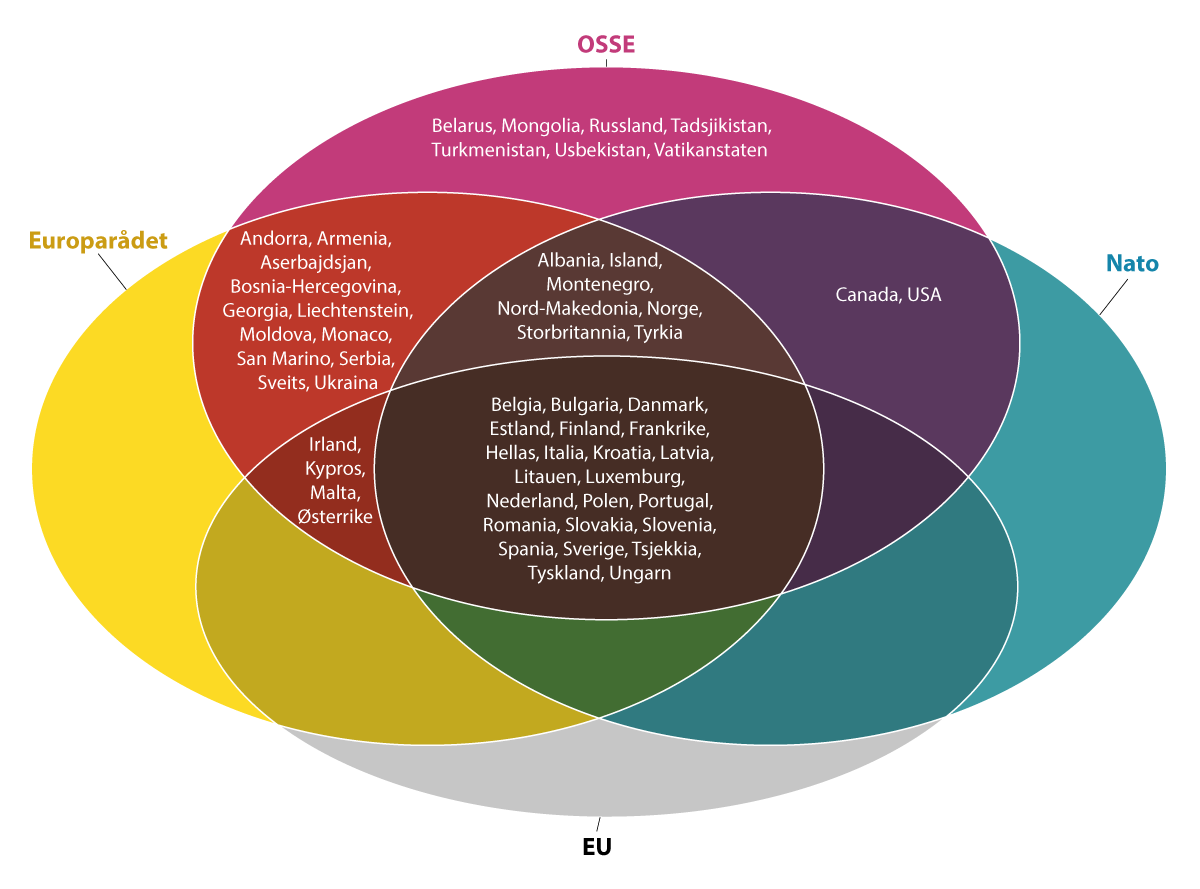 OSSE
Belarus, Mongolia, Russland, Tadsjikistan,
Turkmenistan, Usbekistan, Vatikanstaten
Europarådet
Andorra, Armenia,
Aserbajdsjan,
Bosnia-Hercegovina,
Georgia, Liechtenstein,
Moldova, Monaco,
San Marino, Serbia,
Sveits, Ukraina
Albania, Island,
Montenegro,
Nord-Makedonia, Norge,
Storbritannia, Tyrkia
Canada, USA
Nato
Irland,
Kypros,
Malta,
Østerrike
Belgia, Bulgaria, Danmark,
Estland, Finland, Frankrike,
Hellas, Italia, Kroatia, Latvia,
Litauen, Luxemburg,
Nederland, Polen, Portugal,
Romania, Slovakia, Slovenia,
Spania, Sverige, Tsjekkia,
Tyskland, Ungarn
EU